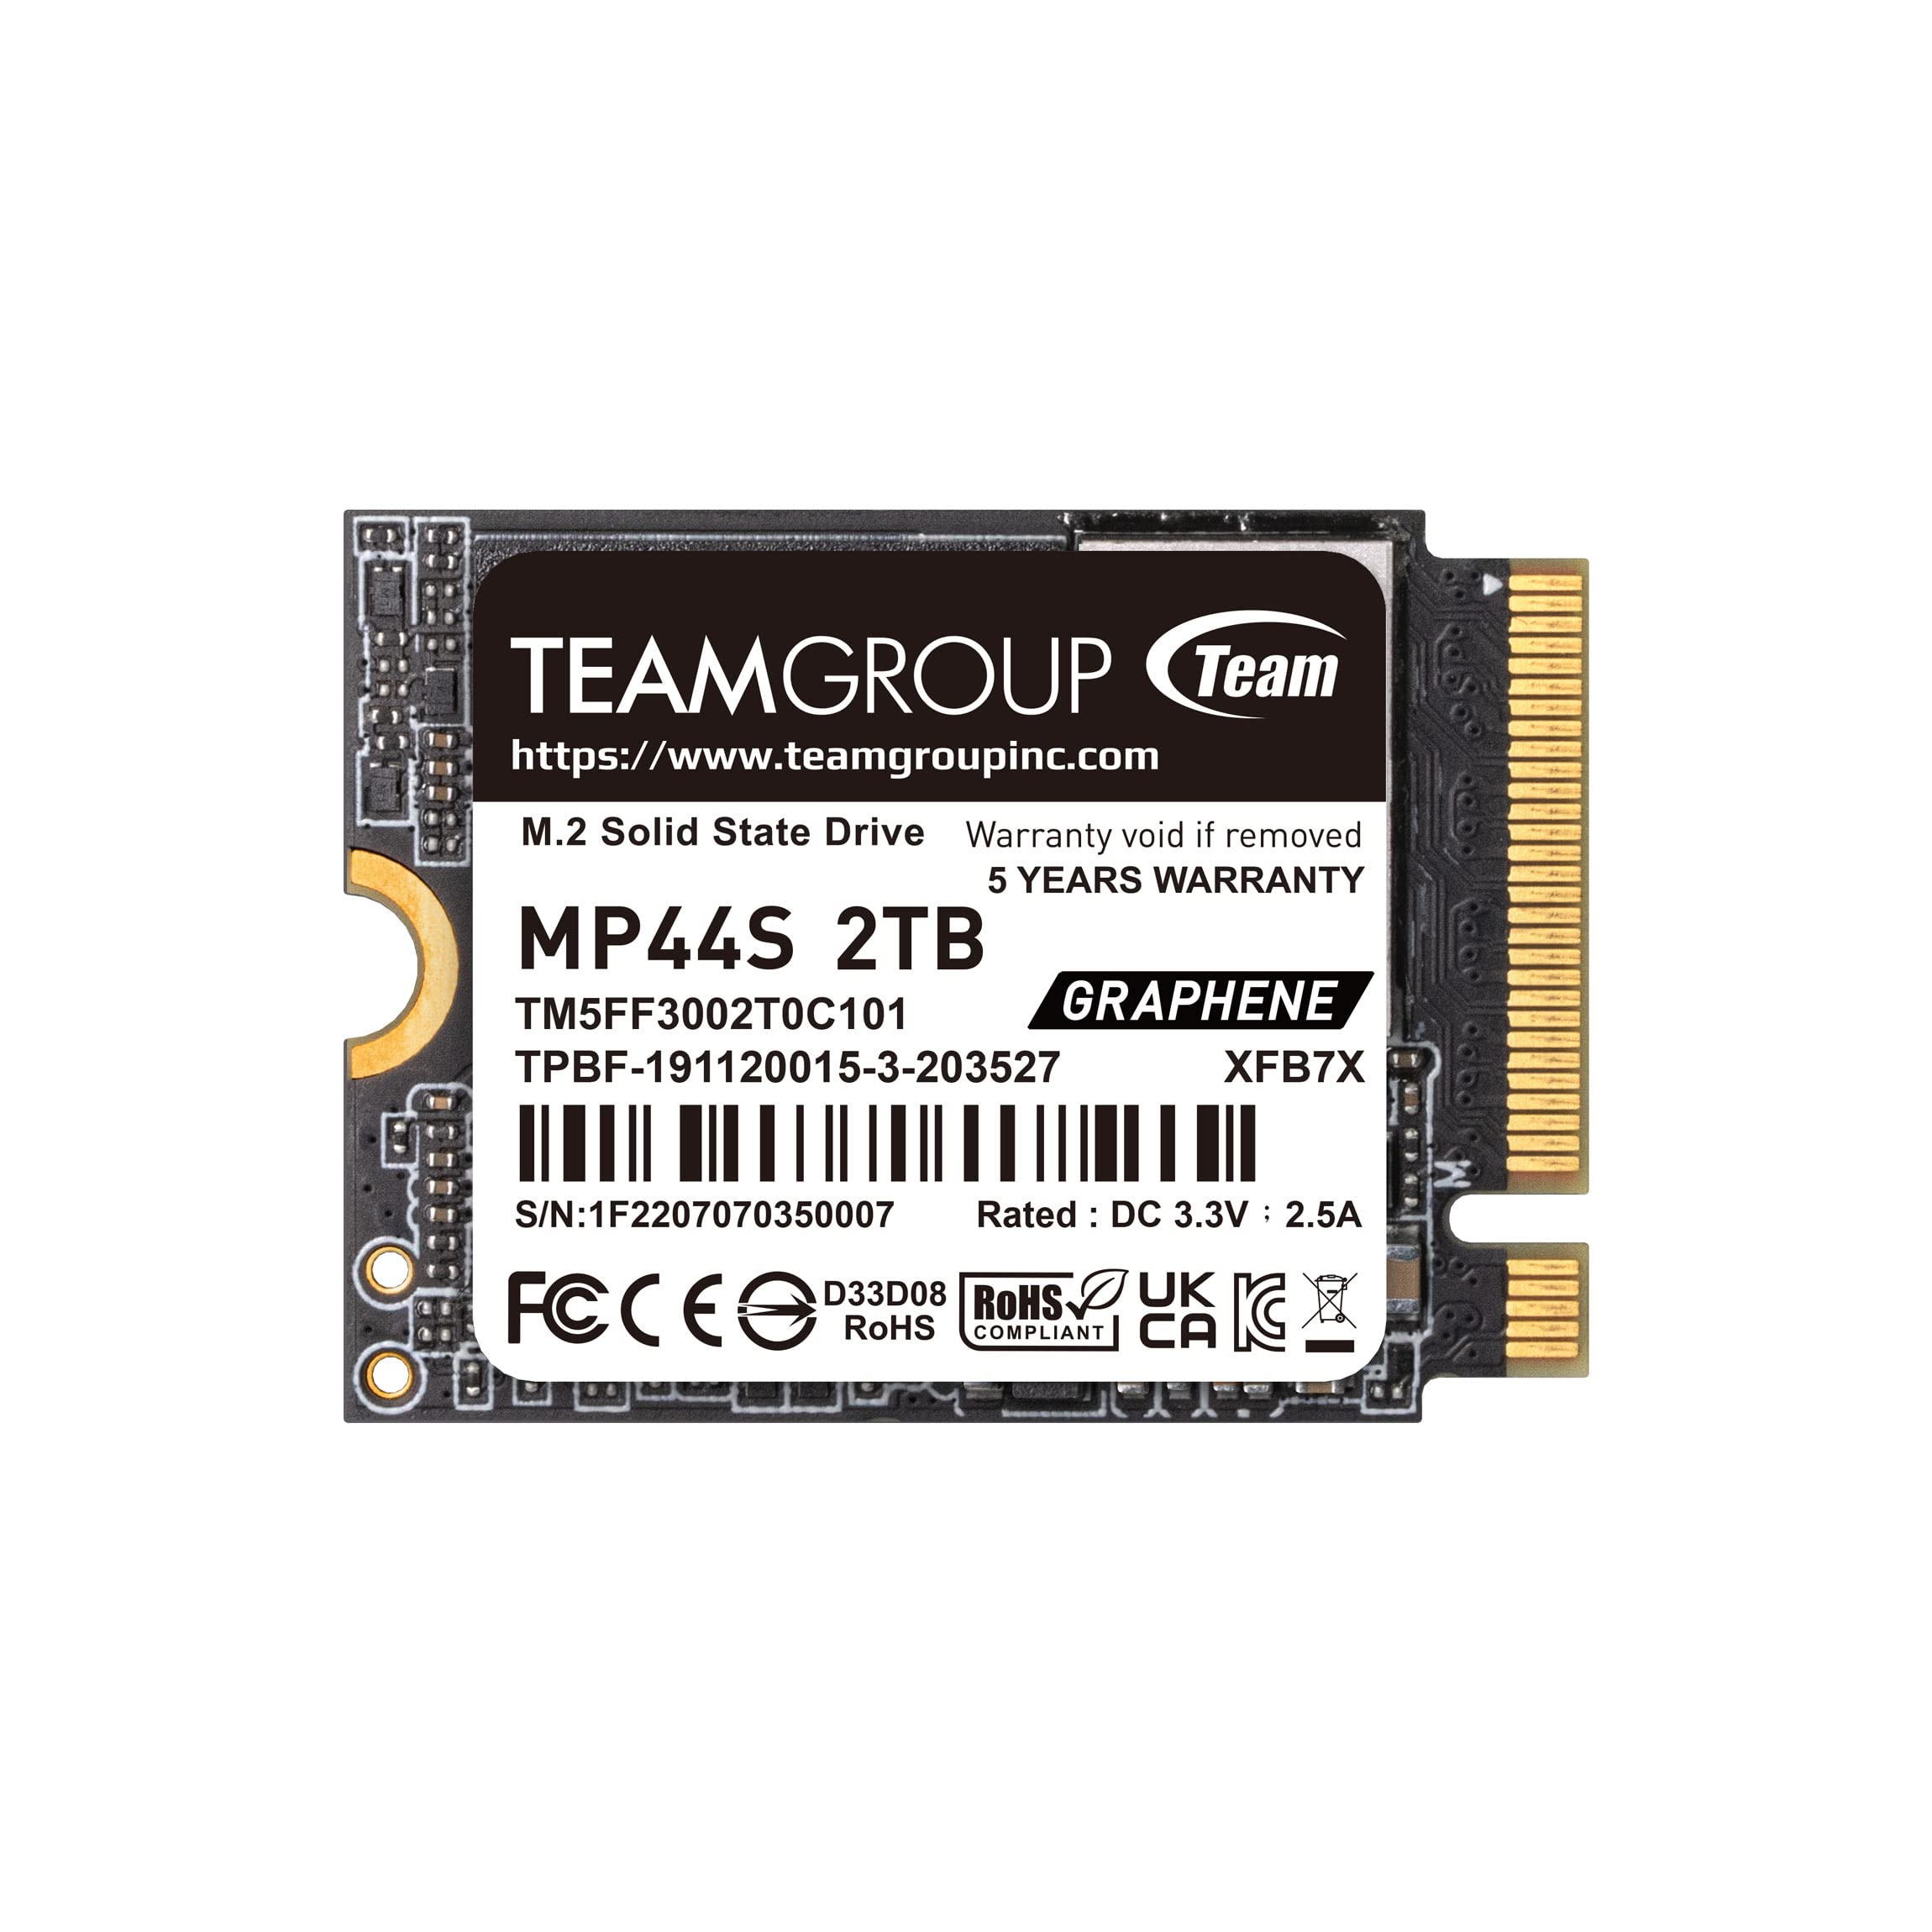 TEAMGROUP Team
https://www.teamgroupinc.com
M.2 Solid State Drive Warranty void if removed
5 YEARS WARRANTY
MP44S 2TB
GRAPHENE
TM5FF3002T0C101
TPBF-191120015-3-203527 XFB7X
S/N:1F2207070350007 Rated : DC 3.3V ; 2.5A
FC CE D33D08
RoHS
RoHS
COMPLIANT
UK
CA
KC
M